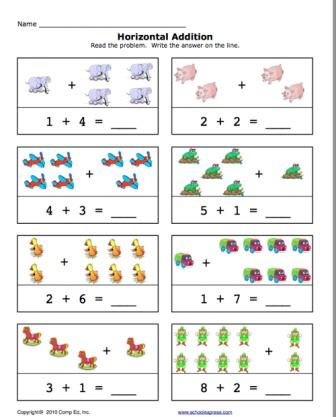 Name
Horizontal Addition
Read the problem. Write the answer on the line.
+ +
1 + 4 = ____ 2 + 2 = ____
+ +
4 + 3 = ____ 5 + 1 = ____
+ +
2 + 6 = ____ 1 + 7 = ____
+ +
3 + 1 = ____ 8 + 2 = ____
Copyright© 2010 Comp Ed, Inc. www.schoolexpress.com